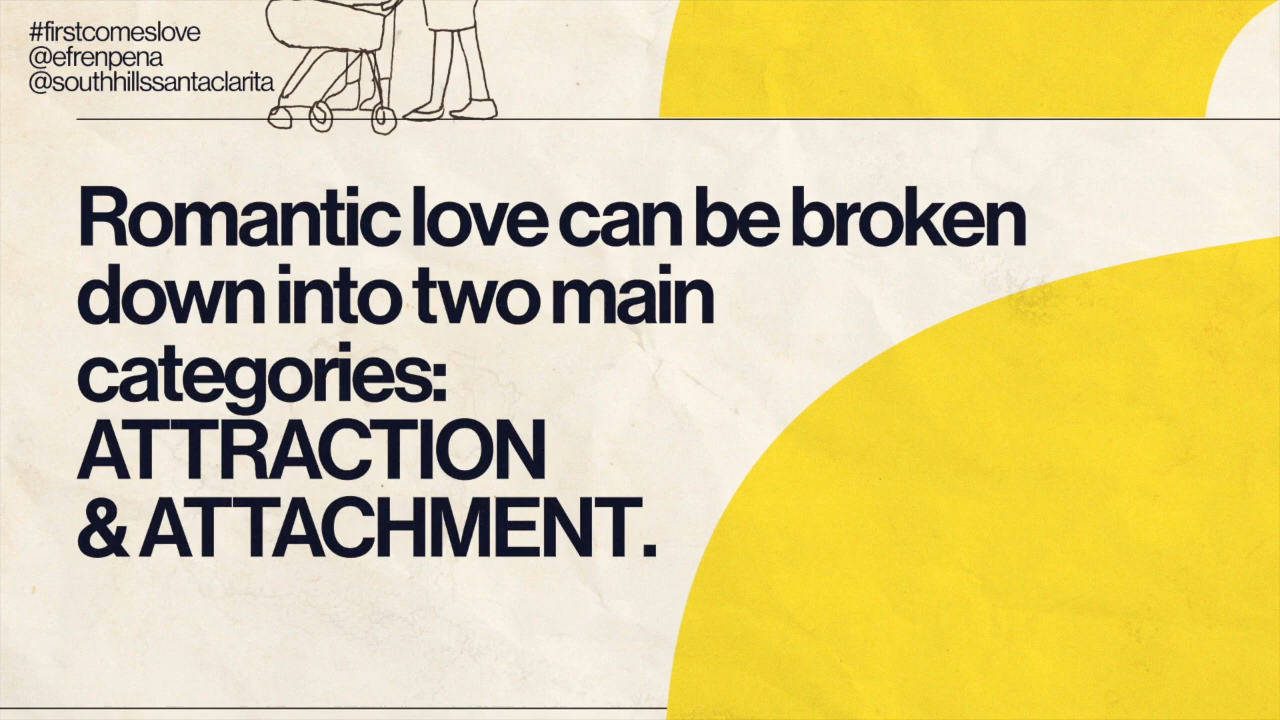 #firstcomeslove
@efrenpena
@southhillssantaclarita
Romantic love can be broken
down into two main
categories:
ATTRACTION
& ATTACHMENT.